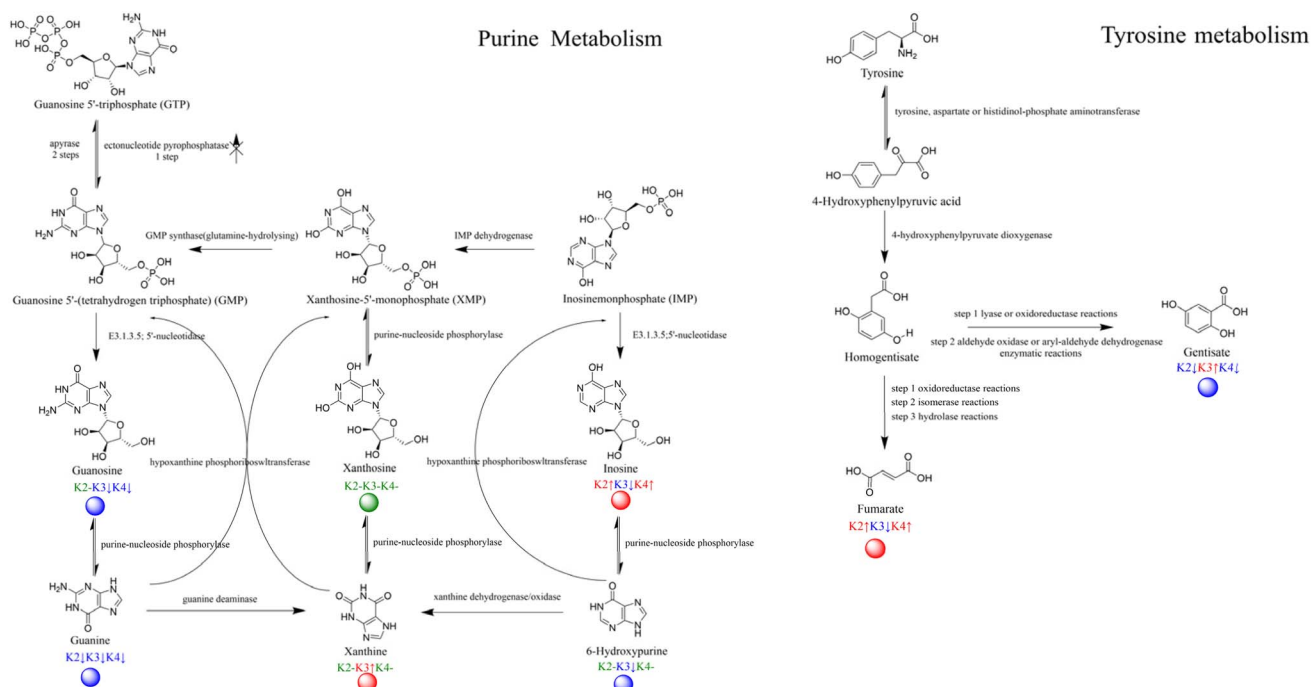 Purine Metabolism
Guanosine 5'-triphosphate (GTP)
apyrase
2 steps
ectonucleotide pyrophosphatase
1 step
Guanosine 5'-(tetrahydrogen triphosphate) (GMP)
GMP synthase(glutamine-hydrolysing)
Xanthosine-5'-monophosphate (XMP)
IMP dehydrogenase
Inosinemonphosphate (IMP)
E3.1.3.5; 5'-nucleotidase
purine-nucleoside phosphorylase
E3.1.3.5;5'-nucleotidase
Guanosine
K2-K3↓K4↓
hypoxanthine phosphoriboswltransferase
Xanthosine
K2-K3-K4-
hypoxanthine phosphoriboswltransferase
Inosine
K2↑K3↓K4↑
purine-nucleoside phosphorylase
purine-nucleoside phosphorylase
purine-nucleoside phosphorylase
guanine deaminase
xanthine dehydrogenase/oxidase
Guanine
K2↓K3↓K4↓
Xanthine
K2-K3↑K4-
6-Hydroxypurine
K2-K3↓K4-
Tyrosine metabolism
Tyrosine
tyrosine, aspartate or histidinol-phosphate aminotransferase
4-Hydroxyphenylpyruvic acid
4-hydroxyphenylpyruvate dioxygenase
Homogentisate
step 1 lyase or oxidoreductase reactions
step 2 aldehyde oxidase or aryl-aldehyde dehydrogenase
enzymatic reactions
Gentisate
K2↓K3↑K4↓
step 1 oxidoreductase reactions
step 2 isomerase reactions
step 3 hydrolase reactions
Fumarate
K2↑K3↓K4↑